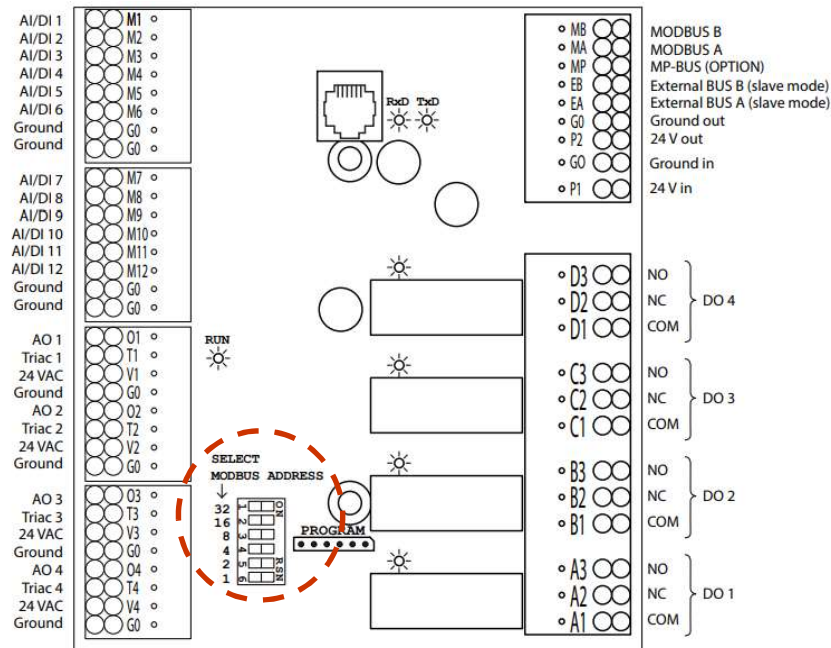 AI/DI 1 M1
AI/DI 2 M2
AI/DI 3 M3
AI/DI 4 M4
AI/DI 5 M5
AI/DI 6 M6
Ground G0
Ground G0
AI/DI 7 M7
AI/DI 8 M8
AI/DI 9 M9
AI/DI 10 M10
AI/DI 11 M11
AI/DI 12 M12
Ground G0
Ground G0
AO 1 O1
Triac 1 T1
24 VAC V1
Ground G0
AO 2 O2
Triac 2 T2
24 VAC V2
Ground G0
AO 3 O3
Triac 3 T3
24 VAC V3
Ground G0
AO 4 O4
Triac 4 T4
24 VAC V4
Ground G0
RxD TxD
RUN
SELECT
MODBUS ADDRESS
↓
32 1 ON
16 2
8 3
4 4
2 5
1 6
RSN
PROGRAM
MB MODBUS B
MA MODBUS A
MP MP-BUS (OPTION)
EB External BUS B (slave mode)
EA External BUS A (slave mode)
G0 Ground out
P2 24 V out
GO Ground in
P1 24 V in
D3 NO
D2 NC DO 4
D1 COM
C3 NO
C2 NC DO 3
C1 COM
B3 NO
B2 NC DO 2
B1 COM
A3 NO
A2 NC DO 1
A1 COM